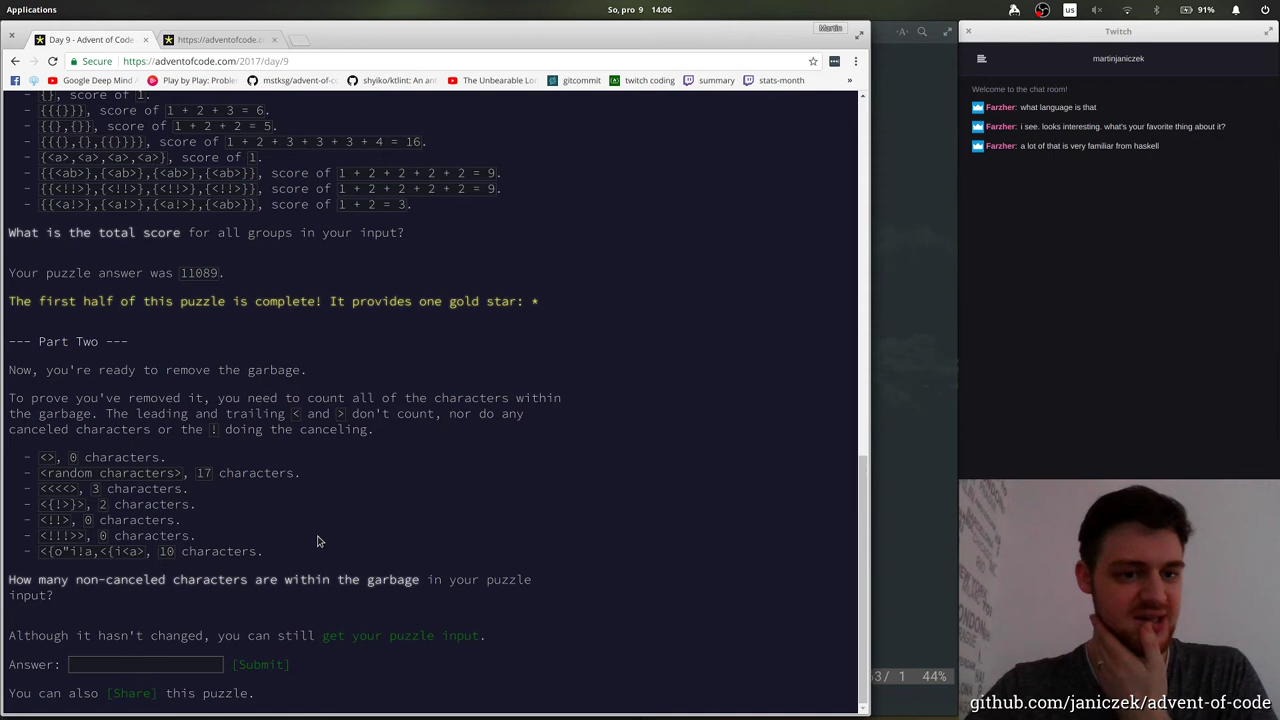 Applications
So, pro 9 14:06
us
91%
Day 9 - Advent of
https://adventofcode.c
Martin
Secure
https://adventofcode.com/2017/day/9
Google Deep Mind
Play by Play: Probler
mstksg/advent-of-c
shyiko/ktlint: An ant
The Unbearable Lon
gitcommit
twitch coding
summary
stats-month
»
{}, score of 1.
{{{}}}, score of 1 + 2 + 3 = 6.
{{},{}}, score of 1 + 2 + 2 = 5.
{{{},{},{{}}}}, score of 1 + 2 + 3 + 3 + 3 + 4 = 16.
{<a>,<a>,<a>,<a>}, score of 1.
{{<ab>},{<ab>},{<ab>},{<ab>}}, score of 1 + 2 + 2 + 2 + 2 = 9.
{{<!!>},{<!!>},{<!!>},{<!!>}}, score of 1 + 2 + 2 + 2 + 2 = 9.
{{<a!>},{<a!>},{<a!>},{<ab>}}, score of 1 + 2 = 3.
What is the total score for all groups in your input?
Your puzzle answer was 11089.
The first half of this puzzle is complete! It provides one gold star: *
--- Part Two ---
Now, you're ready to remove the garbage.
To prove you've removed it, you need to count all of the characters within
the garbage. The leading and trailing < and > don't count, nor do any
canceled characters or the ! doing the canceling.
- <>, 0 characters.
- <random characters>, 17 characters.
- <<<<>, 3 characters.
- <{!>}>, 2 characters.
- <!!>, 0 characters.
- <!!!>>, 0 characters.
- <{o"i!a,<{i<a>, 10 characters.
How many non-canceled characters are within the garbage in your puzzle
input?
Although it hasn't changed, you can still get your puzzle input.
Answer: [Submit]
You can also [Share] this puzzle.
63/ 1 44%
Twitch
martinjaniczek
Welcome to the chat room!
Farzher: what language is that
Farzher: i see. looks interesting. what's your favorite thing about it?
Farzher: a lot of that is very familiar from haskell
github.com/janiczek/advent-of-code